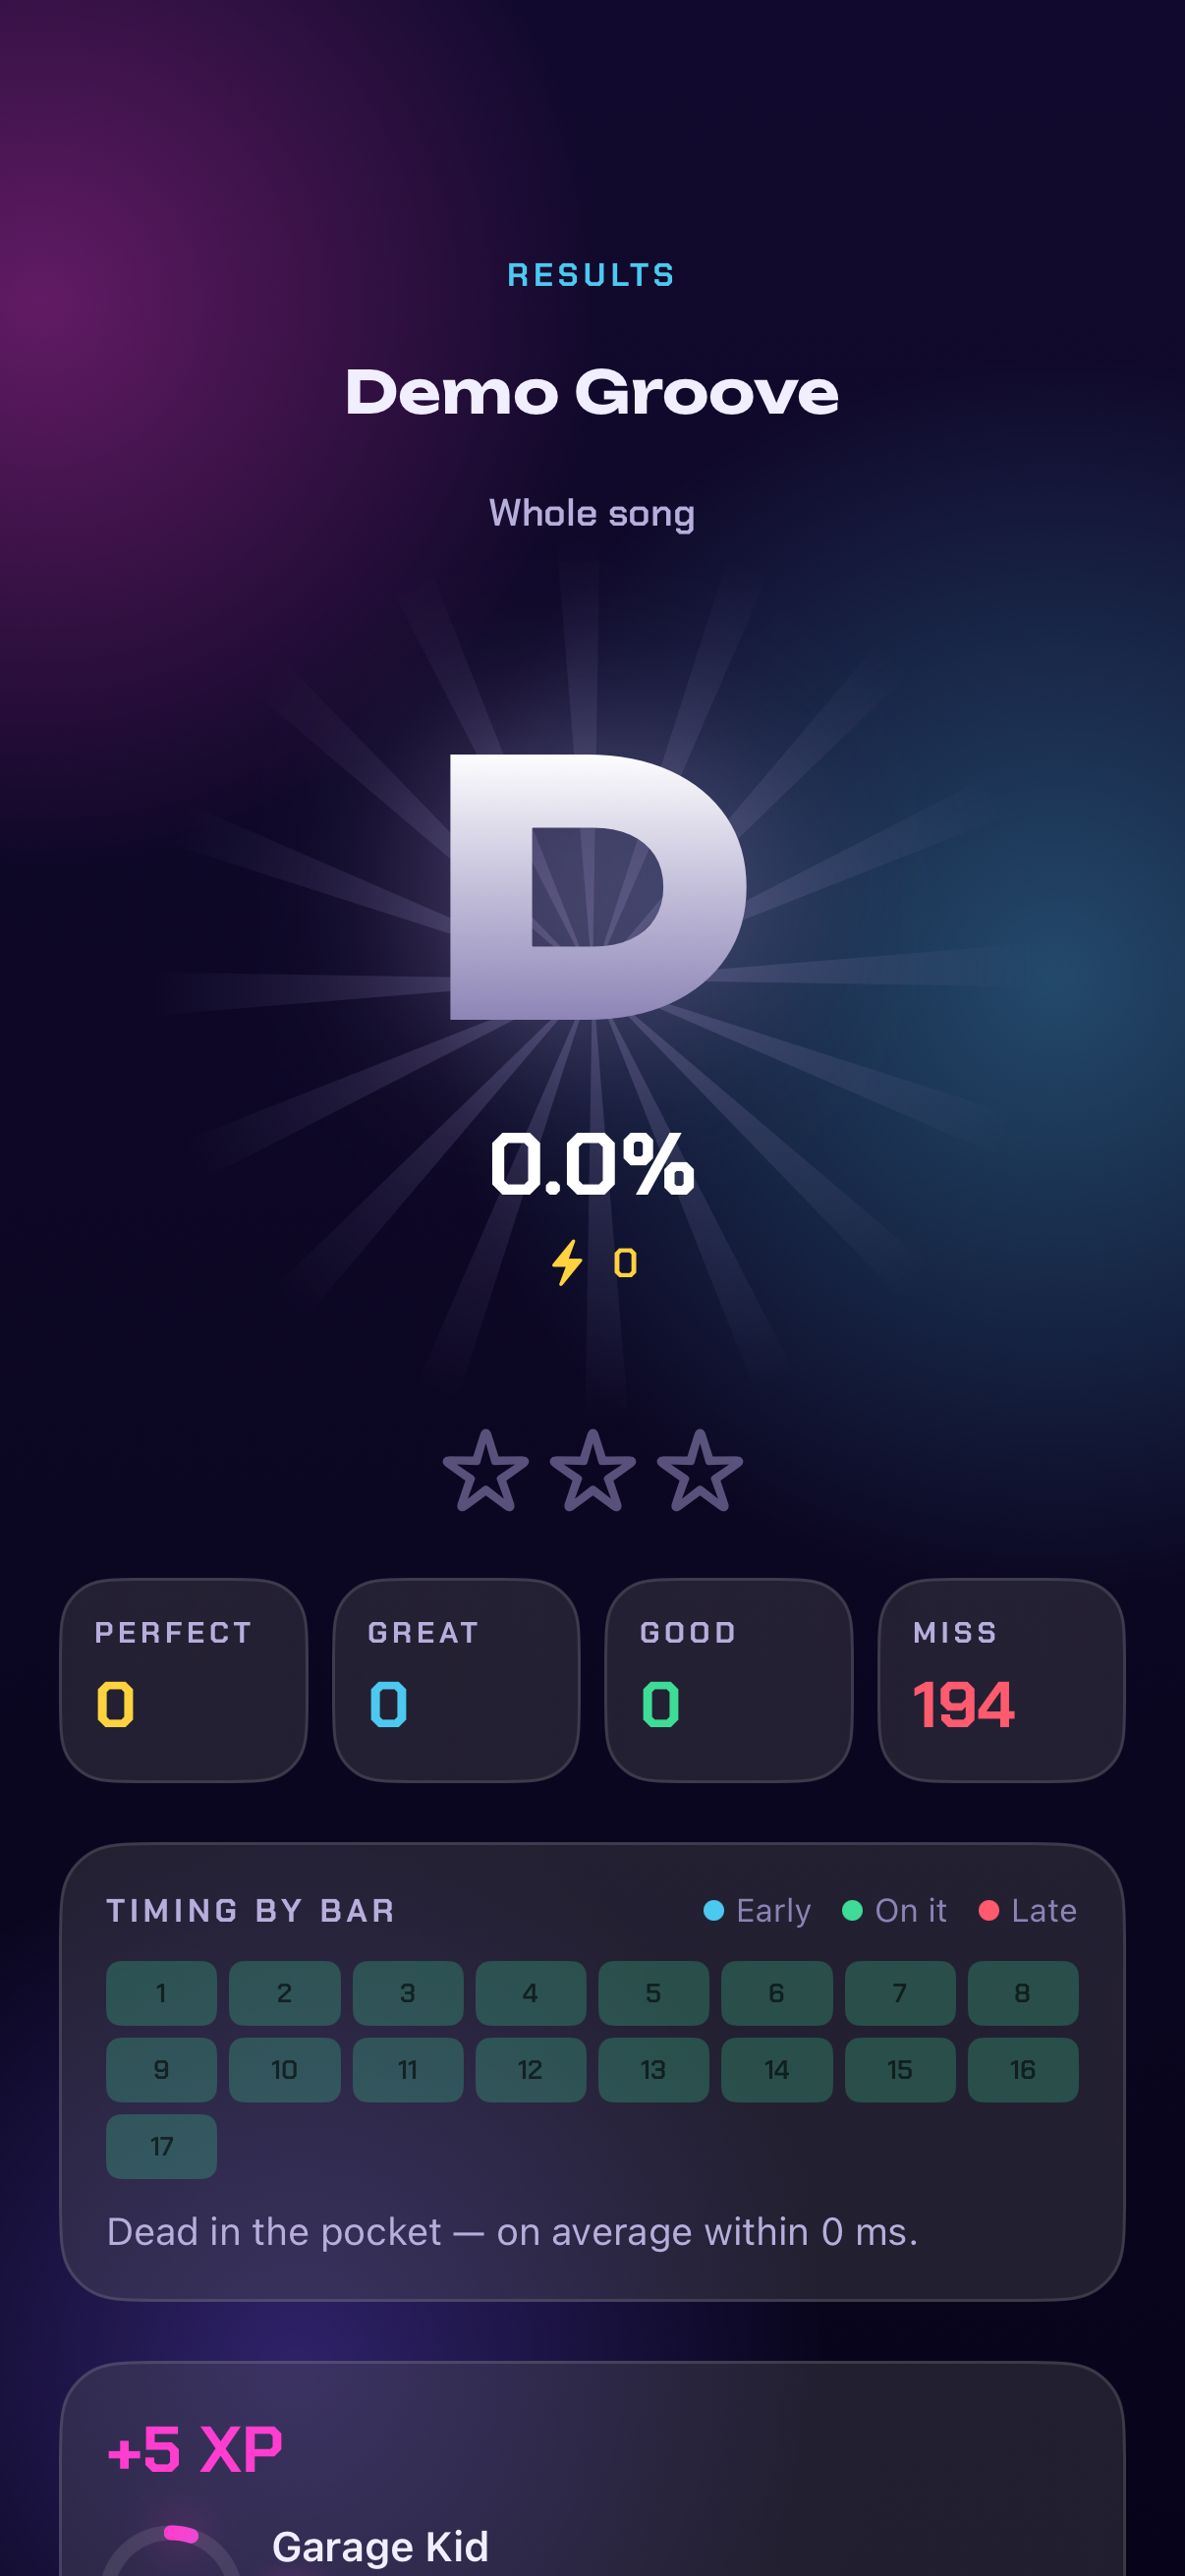 RESULTS
Demo Groove
Whole song
D
0.0%
0
PERFECT GREAT GOOD MISS
0 0 0 194
TIMING BY BAR Early On it Late
1 2 3 4 5 6 7 8
9 10 11 12 13 14 15 16
17
Dead in the pocket — on average within 0 ms.
+5 XP
Garage Kid